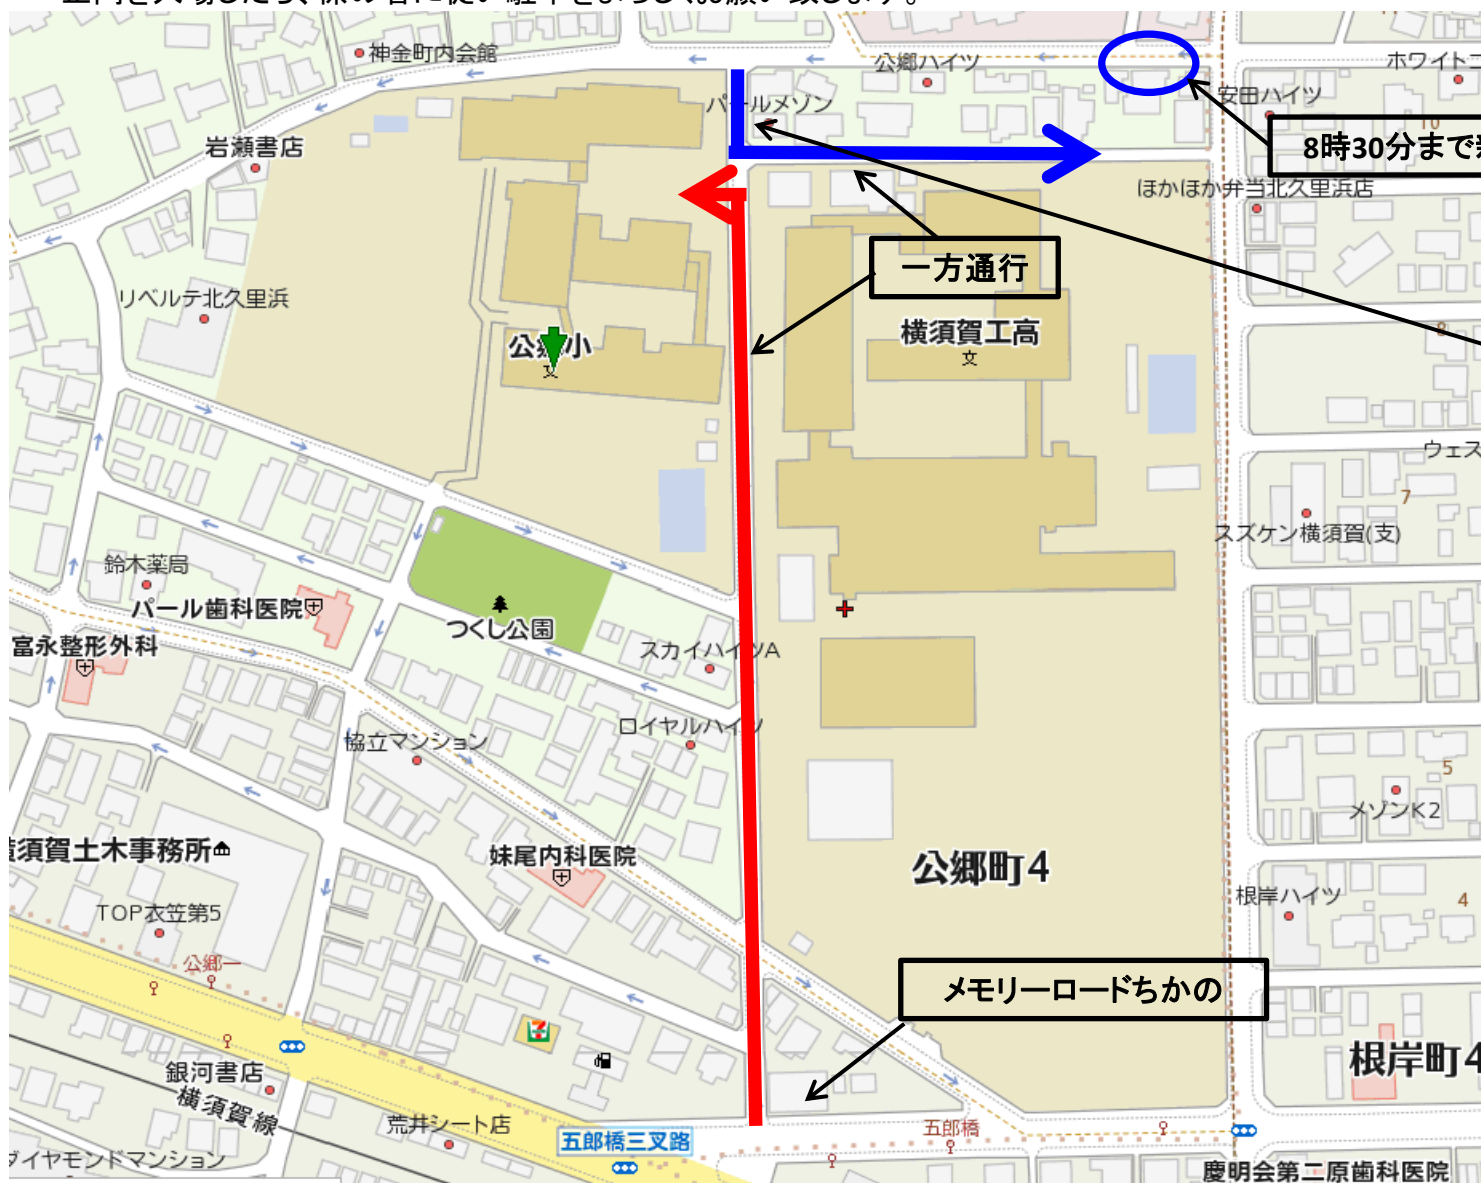 神金町内会館
公郷ハイツ
ホワイトコ
パールメゾン
安田ハイツ
10
8時30分まで
岩瀬書店
ほかほか弁当北久里浜店
一方通行
リベルテ北久里浜
横須賀工高
文
公郷小
文
8
ウェス
7
スズケン横須賀(支)
鈴木薬局
パール歯科医院
つくし公園
富永整形外科
スカイハイツA
ロイヤルハイツ
協立マンション
5
メゾンK2
須賀土木事務所
妹尾内科医院
公郷町4
根岸ハイツ
4
TOP衣笠第5
公郷一
メモリーロードちかの
7
根岸町4
銀河書店
横須賀線
荒井シート店
五郎橋三叉路
五郎橋
ダイヤモンドマンション
慶明会第二原歯科医院